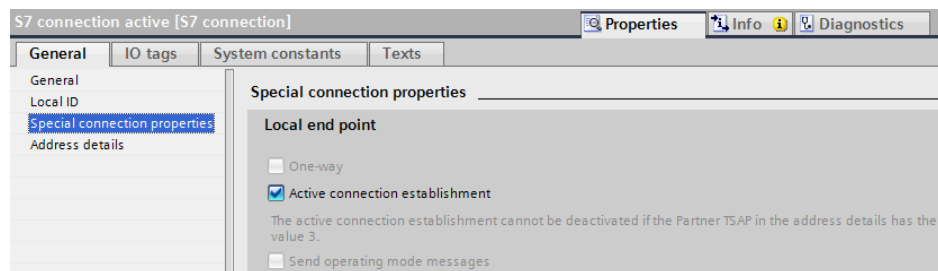 S7 connection active [S7 connection]
Properties Info Diagnostics
General IO tags System constants Texts
General
Local ID
Special connection properties
Address details
Special connection properties
Local end point
One-way
Active connection establishment
The active connection establishment cannot be deactivated if the Partner TSAP in the address details has the
value 3.
Send operating mode messages